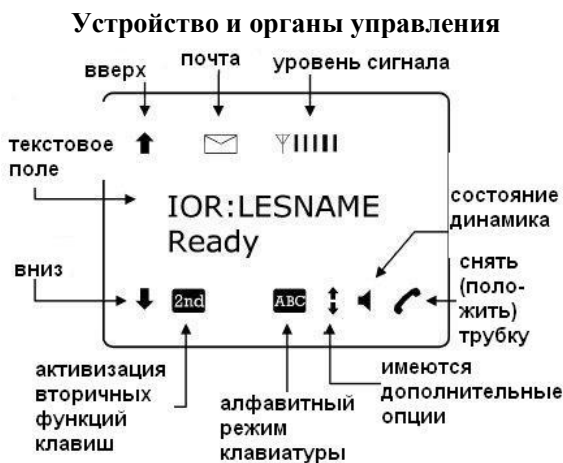 Устройство и органы управления
вверх
почта
уровень сигнала
текстовое
поле
IOR:LESNAME
Ready
состояние
динамика
вниз
2nd
ABC
снять
(поло-
жить)
трубку
активизация
вторичных
функций
клавиш
алфавитный
режим
клавиатуры
имеются
дополнительные
опции